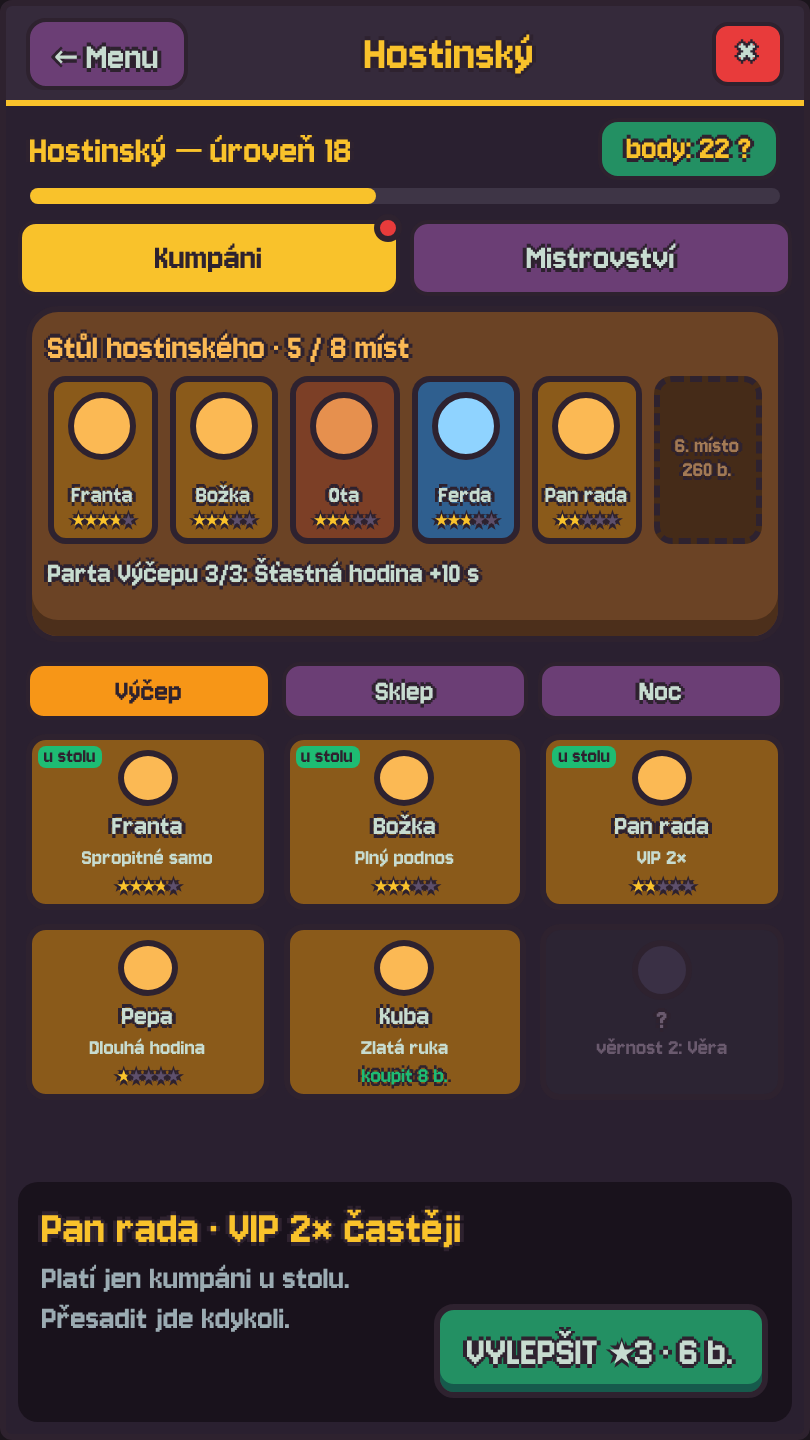 ← Menu
Hostinský
×
Hostinský — úroveň 18
body: 22 ?
Kumpáni
Mistrovství
Stůl hostinského · 5 / 8 míst
Franta
Božka
Ota
Ferda
Pan rada
6. místo
260 b.
Parta Výčepu 3/3: Šťastná hodina +10 s
Výčep
Sklep
Noc
u stolu
Franta
Spropitné samo
u stolu
Božka
Plný podnos
u stolu
Pan rada
VIP 2×
Pepa
Dlouhá hodina
Kuba
Zlatá ruka
koupit 8 b.
?
věrnost 2: Věra
Pan rada · VIP 2× častěji
Platí jen kumpáni u stolu.
Přesadit jde kdykoli.
VYLEPŠIT ★3 · 6 b.